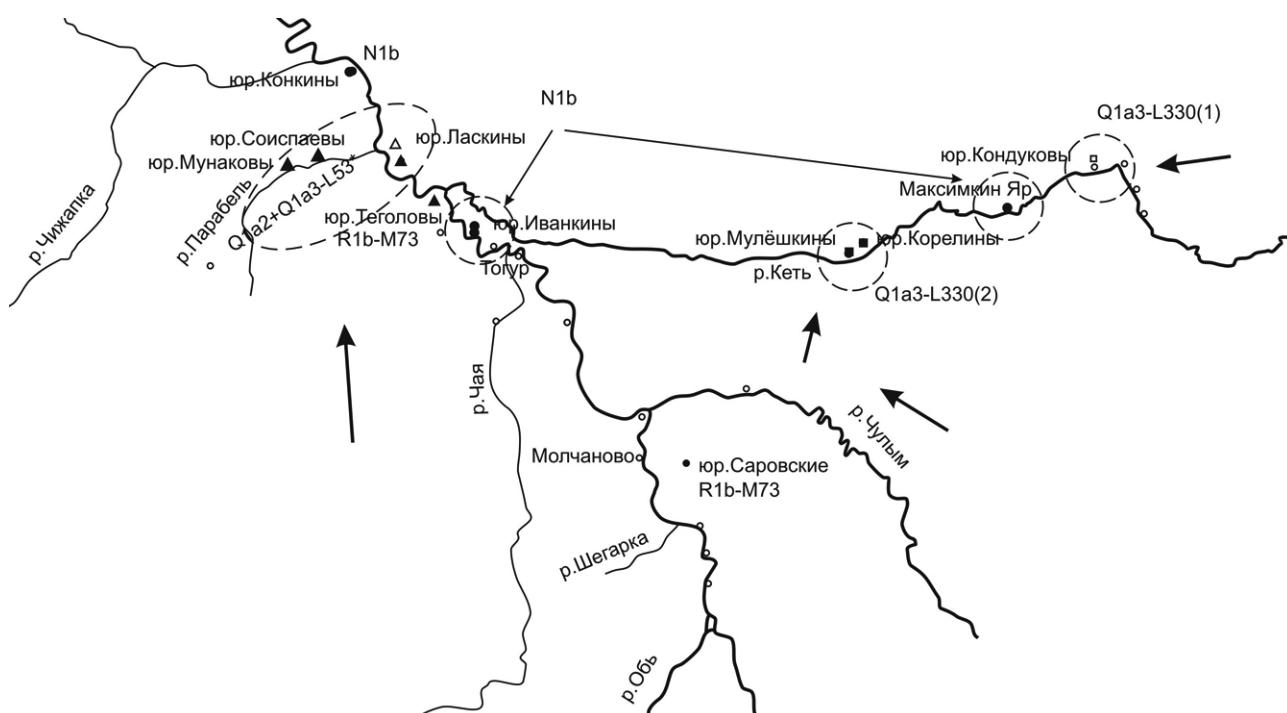 N1b
юр.Конкины
N1b
Q1a3-L330(1)
юр.Соиспаевы
юр.Ласкины
юр.Мунаковы
юр.Кондуковы
Максимкин Яр
р.Чижапка
р.Парабель
Q1a2+Q1a3-L53*
юр.Теголовы
R1b-M73
юр.Иванкины
юр.Мулёшкины
юр.Корелины
Тогур
р.Кеть
Q1a3-L330(2)
р.Чая
р.Чулым
Молчаново
юр.Саровские
R1b-M73
р.Шегарка
р.Обь